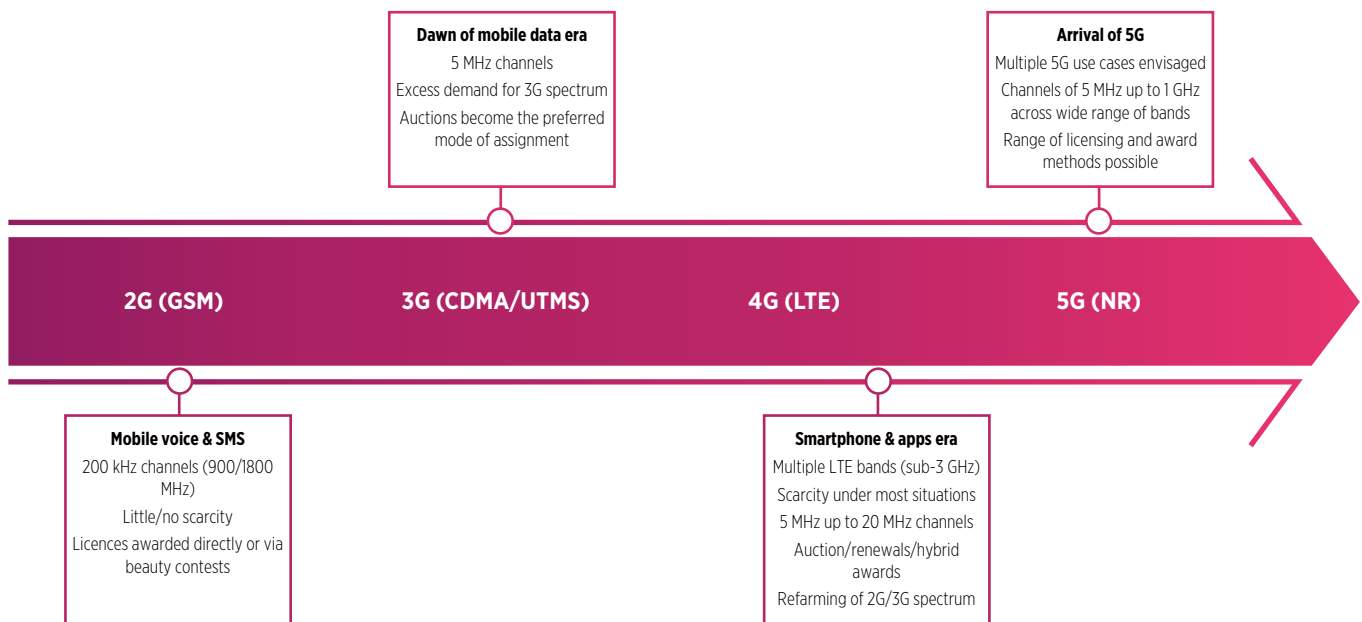 Dawn of mobile data era
5 MHz channels
Excess demand for 3G spectrum
Auctions become the preferred
mode of assignment
Arrival of 5G
Multiple 5G use cases envisaged
Channels of 5 MHz up to 1 GHz
across wide range of bands
Range of licensing and award
methods possible
2G (GSM)
3G (CDMA/UTMS)
4G (LTE)
5G (NR)
Mobile voice & SMS
200 kHz channels (900/1800
MHz)
Little/no scarcity
Licences awarded directly or via
beauty contests
Smartphone & apps era
Multiple LTE bands (sub-3 GHz)
Scarcity under most situations
5 MHz up to 20 MHz channels
Auction/renewals/hybrid
awards
Refarming of 2G/3G spectrum